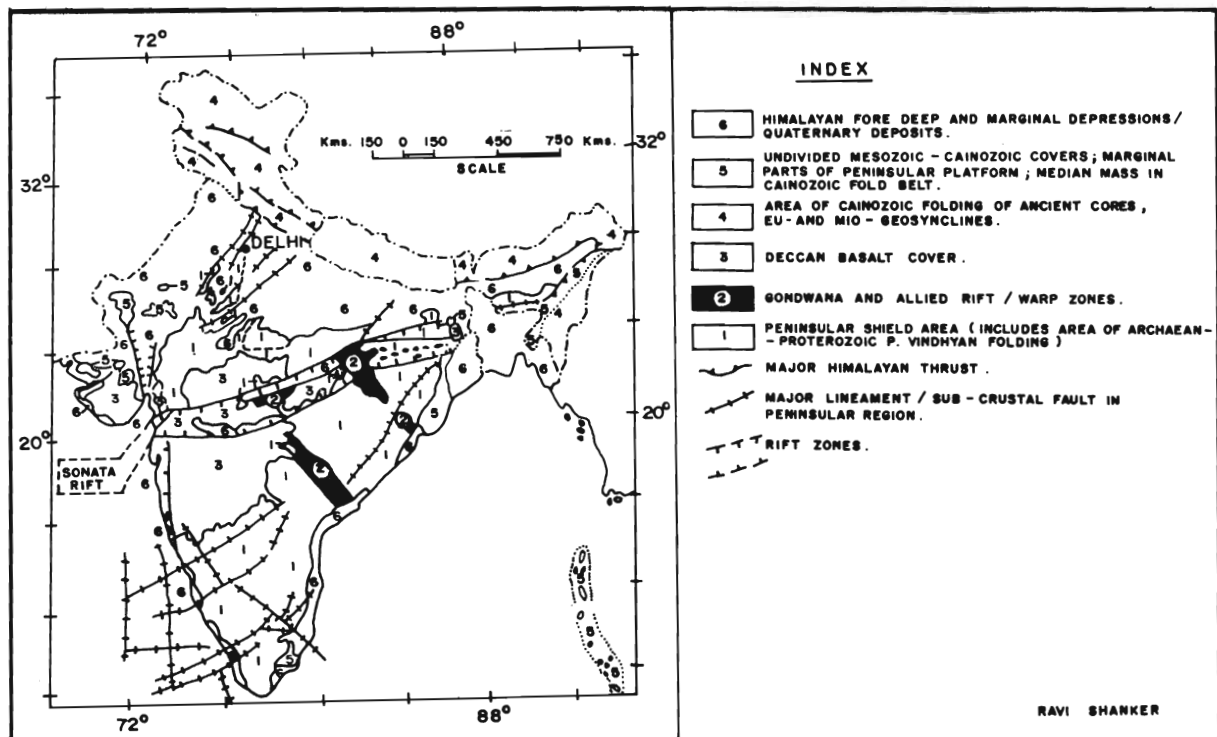 72°
88°
Kms. 150 0 150 450 750 Kms.
SCALE
32°
32°
DELHI
20°
20°
SONATA
RIFT
72°
88°
INDEX
6 HIMALAYAN FORE DEEP AND MARGINAL DEPRESSIONS/
QUATERNARY DEPOSITS.
5 UNDIVIDED MESOZOIC - CAINOZOIC COVERS; MARGINAL
PARTS OF PENINSULAR PLATFORM; MEDIAN MASS IN
CAINOZOIC FOLD BELT.
4 AREA OF CAINOZOIC FOLDING OF ANCIENT CORES,
EU-AND MIO-GEOSYNCLINES.
3 DECCAN BASALT COVER.
2 GONDWANA AND ALLIED RIFT/WARP ZONES.
1 PENINSULAR SHIELD AREA (INCLUDES AREA OF ARCHAEAN-
-PROTEROZOIC P. VINDHYAN FOLDING)
MAJOR HIMALAYAN THRUST.
MAJOR LINEAMENT/SUB-CRUSTAL FAULT IN
PENINSULAR REGION.
RIFT ZONES.
RAVI SHANKER